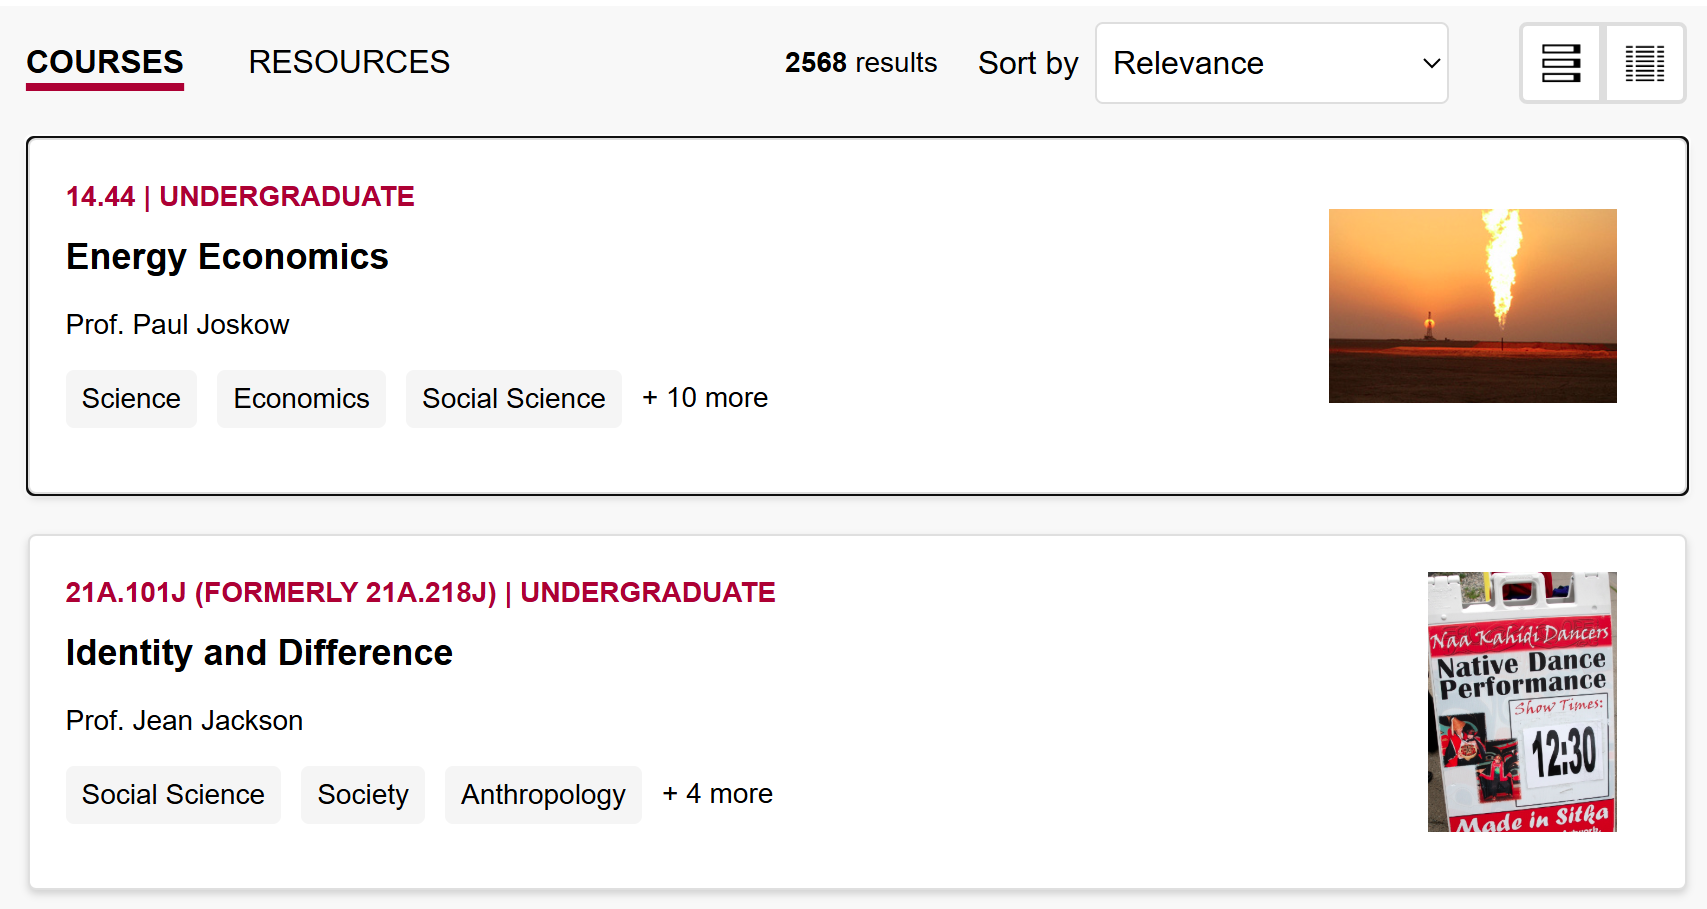 COURSES RESOURCES 2568 results Sort by Relevance
14.44 | UNDERGRADUATE
Energy Economics
Prof. Paul Joskow
Science Economics Social Science + 10 more
21A.101J (FORMERLY 21A.218J) | UNDERGRADUATE
Identity and Difference
Prof. Jean Jackson
Social Science Society Anthropology + 4 more
Naa Kahídi Dancers
Native Dance
Performance
Show Times:
12:30
Made in Sitka